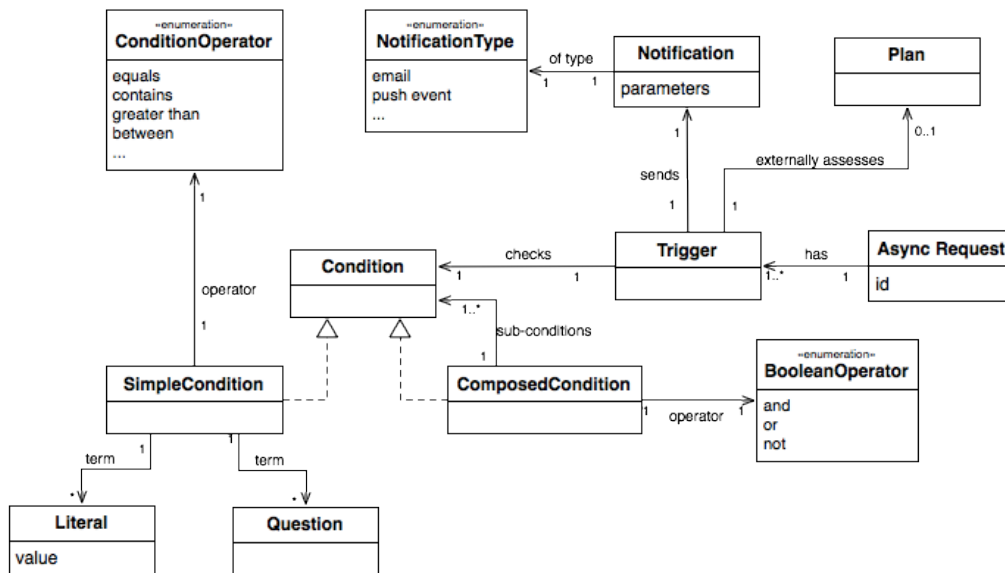 «enumeration»
ConditionOperator
equals
contains
greater than
between
...
«enumeration»
NotificationType
email
push event
...
of type
1
1
Notification
parameters
Plan
0..1
externally assesses
1
1
sends
1
1
operator
1
Condition
checks
1
1
Trigger
has
1..*
1
Async Request
id
1..*
sub-conditions
1
SimpleCondition
ComposedCondition
1
operator
1
«enumeration»
BooleanOperator
and
or
not
1
term
*
1
term
*
Literal
value
Question